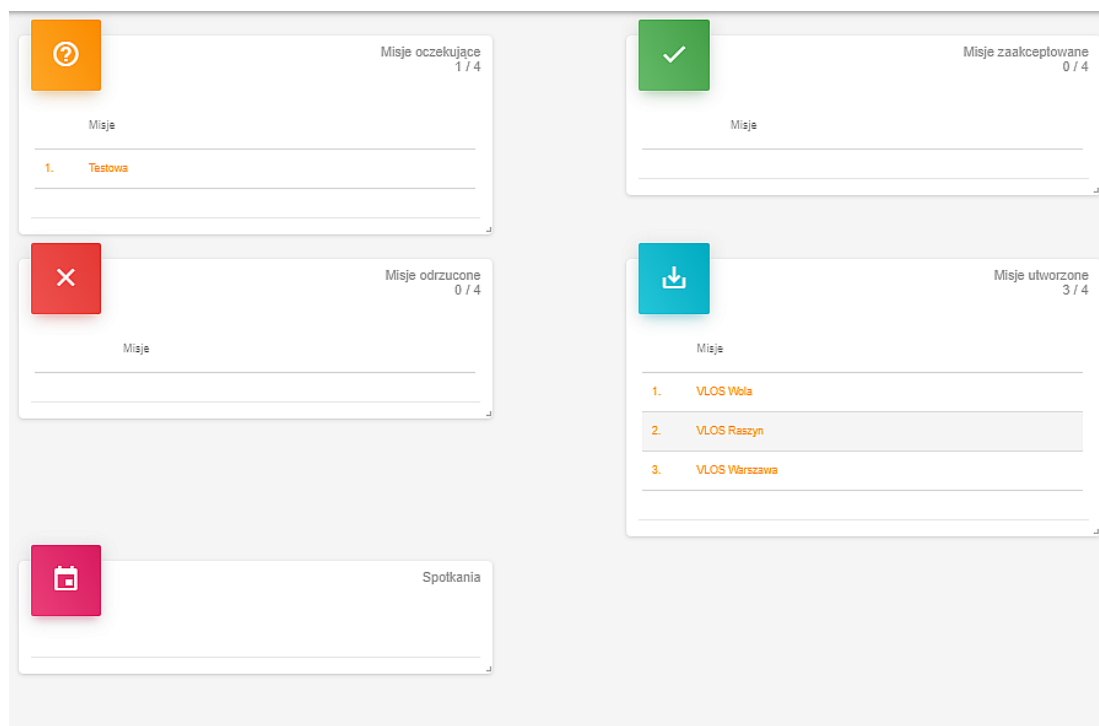 Misje oczekujące
1 / 4
Misje
1. Testowa
Misje zaakceptowane
0 / 4
Misje
Misje odrzucone
0 / 4
Misje
Misje utworzone
3 / 4
Misje
1. VLOS Wola
2. VLOS Raszyn
3. VLOS Warszawa
Spotkania